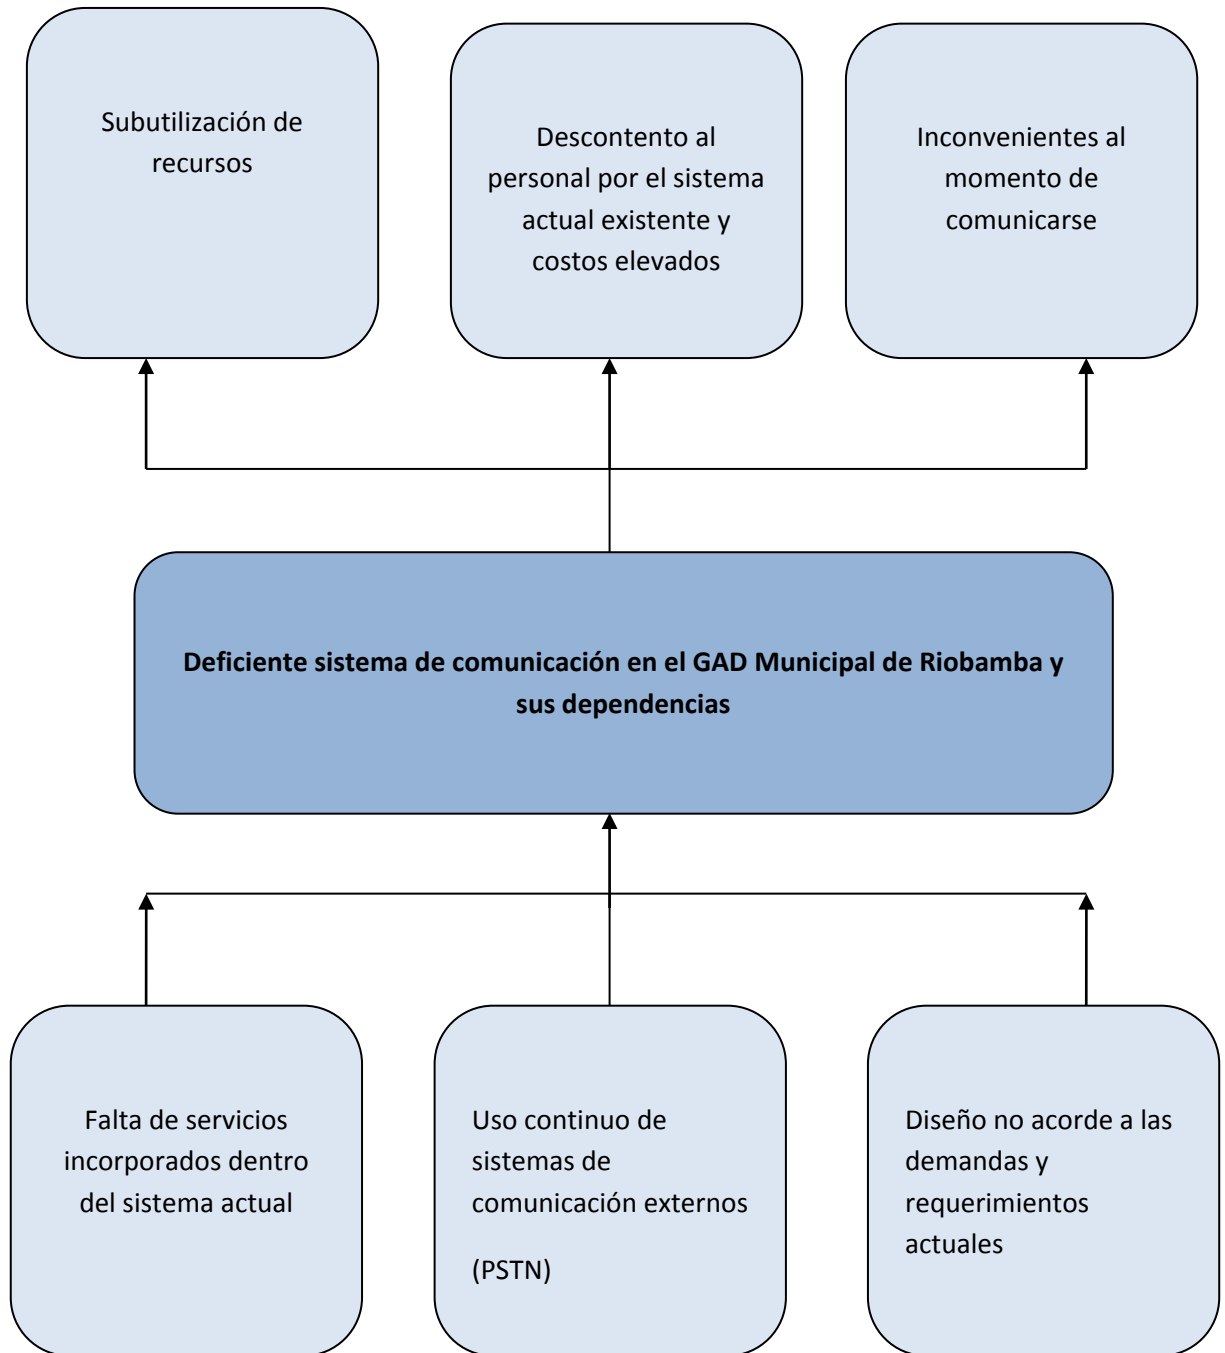 Subutilización de
recursos
Descontento al
personal por el sistema
actual existente y
costos elevados
Inconvenientes al
momento de
comunicarse
Deficiente sistema de comunicación en el GAD Municipal de Riobamba y
sus dependencias
Falta de servicios
incorporados dentro
del sistema actual
Uso continuo de
sistemas de
comunicación externos
(PSTN)
Diseño no acorde a las
demandas y
requerimientos
actuales